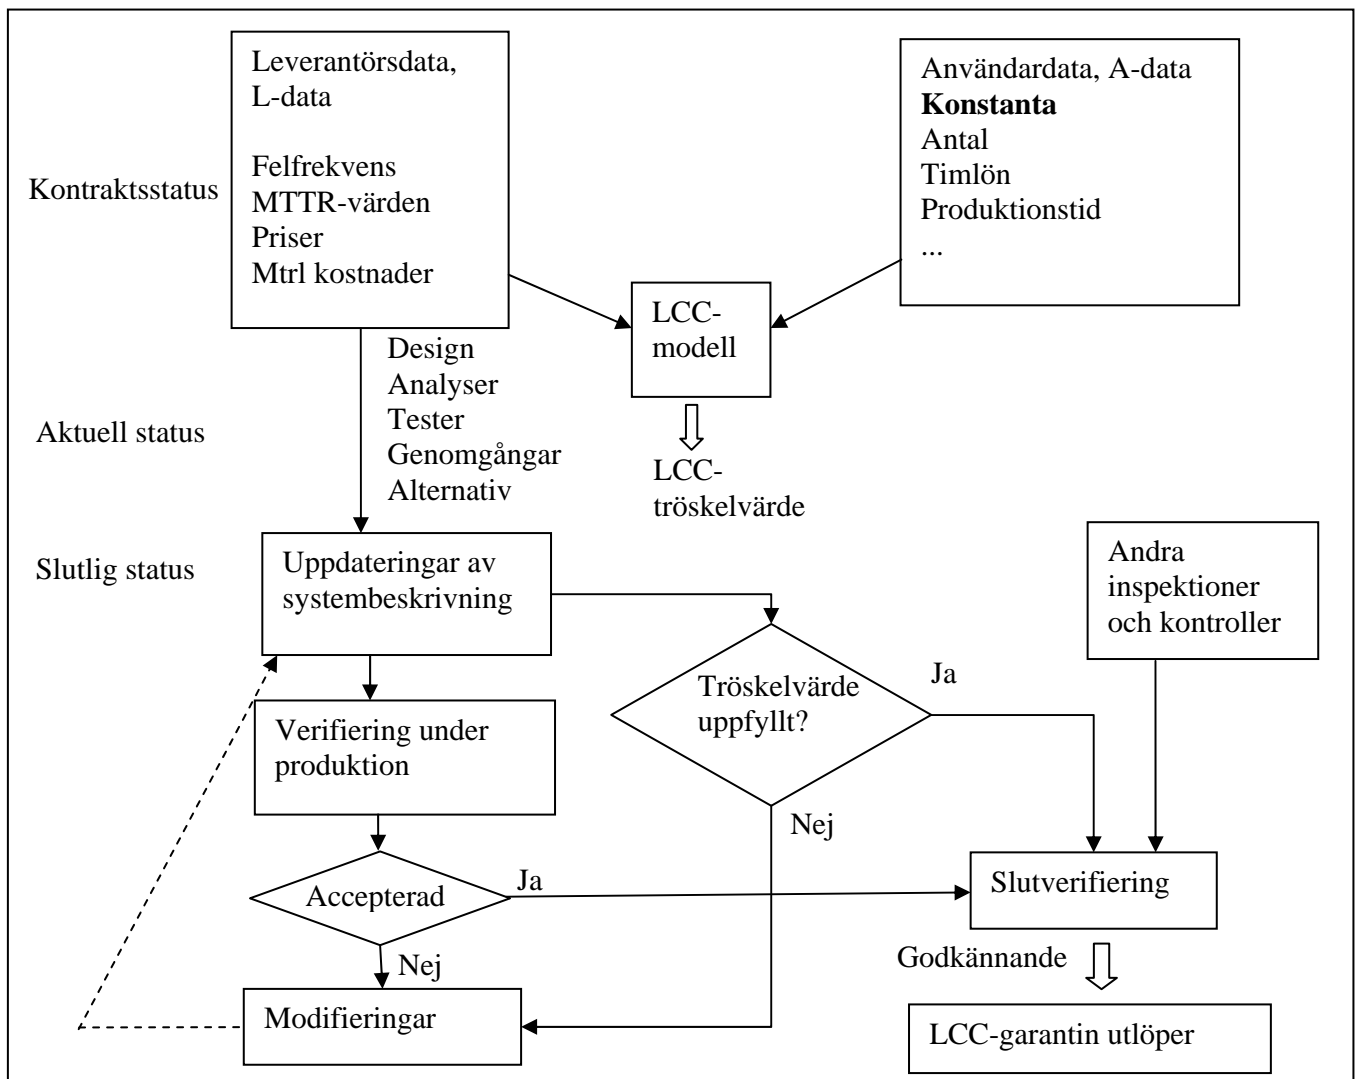 Leverantörsdata,
L-data
Felfrekvens
MTTR-värden
Priser
Mtrl kostnader
Användardata, A-data
Konstanta
Antal
Timlön
Produktionstid
...
Kontraktsstatus
LCC-
modell
Design
Analyser
Tester
Genomgångar
Alternativ
Aktuell status
LCC-
tröskelvärde
Slutlig status
Uppdateringar av
systembeskrivning
Andra
inspektioner
och kontroller
Tröskelvärde
uppfyllt?
Ja
Verifiering under
produktion
Nej
Accepterad
Ja
Slutverifiering
Nej
Godkännande
Modifieringar
LCC-garantin utlöper